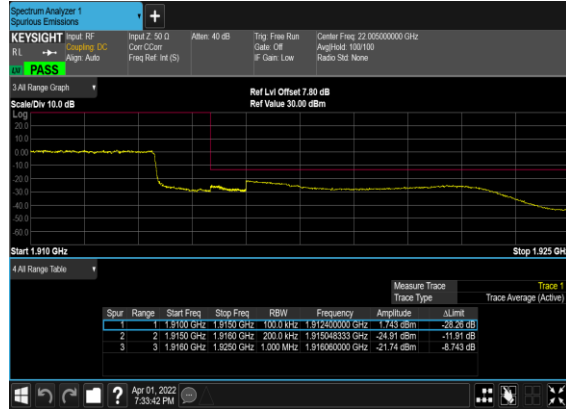 Spectrum Analyzer 1
Spurious Emissions
KEYSIGHT Input: RF Input Z: 50 Ω Atten: 40 dB Trig: Free Run Center Freq: 22.005000000 GHz
RL Coupling: DC Corr CCorr Gate: Off Avg|Hold: 100/100
Align: Auto Freq Ref: Int (S) IF Gain: Low Radio Std: None
PASS
3 All Range Graph
Ref Lvl Offset 7.80 dB
Scale/Div 10.0 dB Ref Value 30.00 dBm
Log
20.0
10.0
0.00
-10.0
-20.0
-30.0
-40.0
-50.0
-60.0
Start 1.910 GHz Stop 1.925 GHz
4 All Range Table
Measure Trace Trace 1
Trace Type Trace Average (Active)
Spur Range Start Freq Stop Freq RBW Frequency Amplitude ΔLimit
1 1 1.9100 GHz 1.9150 GHz 100.0 kHz 1.912400000 GHz 1.743 dBm -28.26 dB
2 2 1.9150 GHz 1.9160 GHz 200.0 kHz 1.915048333 GHz -24.91 dBm -11.91 dB
3 3 1.9160 GHz 1.9250 GHz 1.000 MHz 1.916060000 GHz -21.74 dBm -8.743 dB
Apr 01, 2022
7:33:42 PM